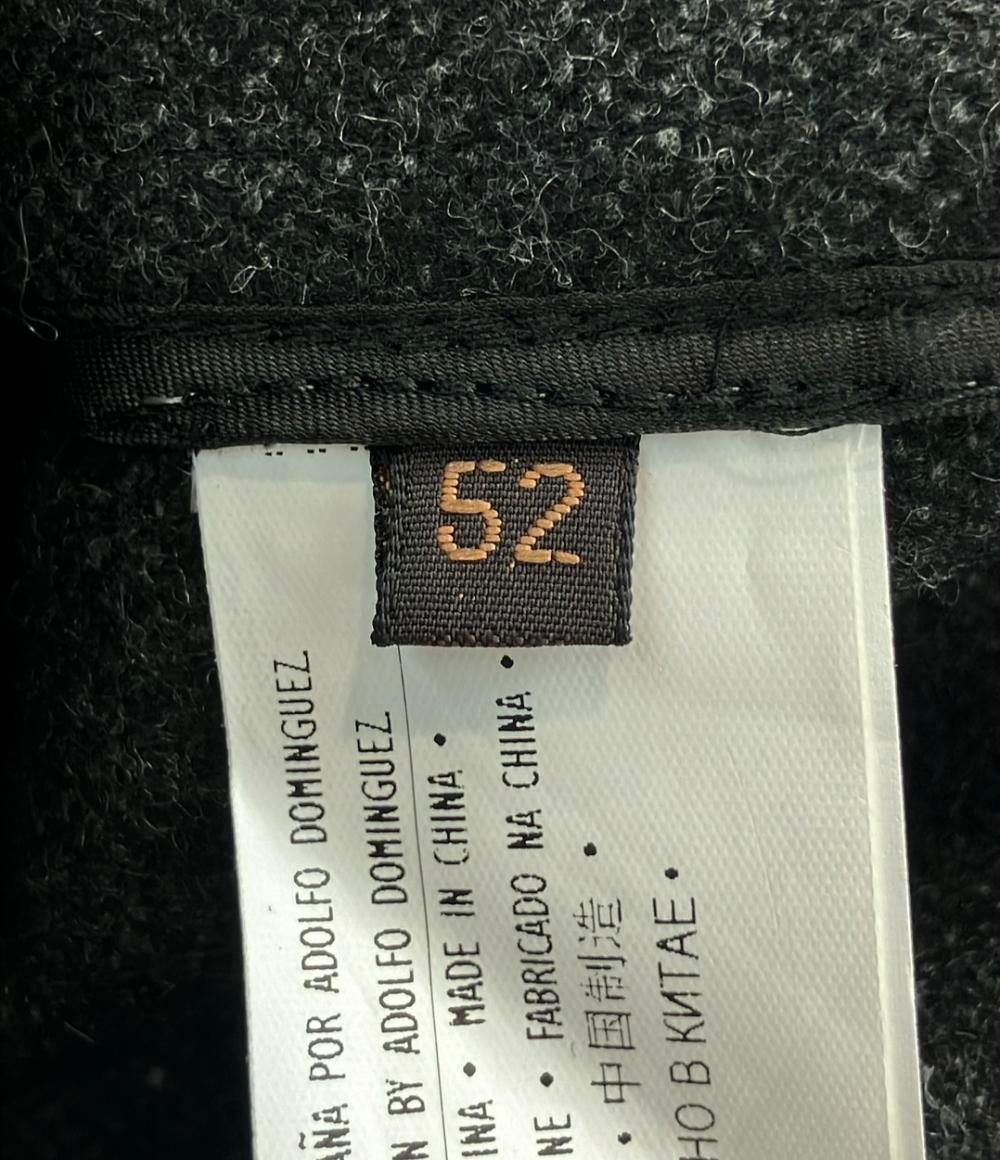 52
AÑA POR ADOLFO DOMINGUEZ
N BY ADOLFO DOMINGUEZ
INA • MADE IN CHINA •
NE • FABRICADO NA CHINA •
• 中国制造 •
НО В КИТАЕ •